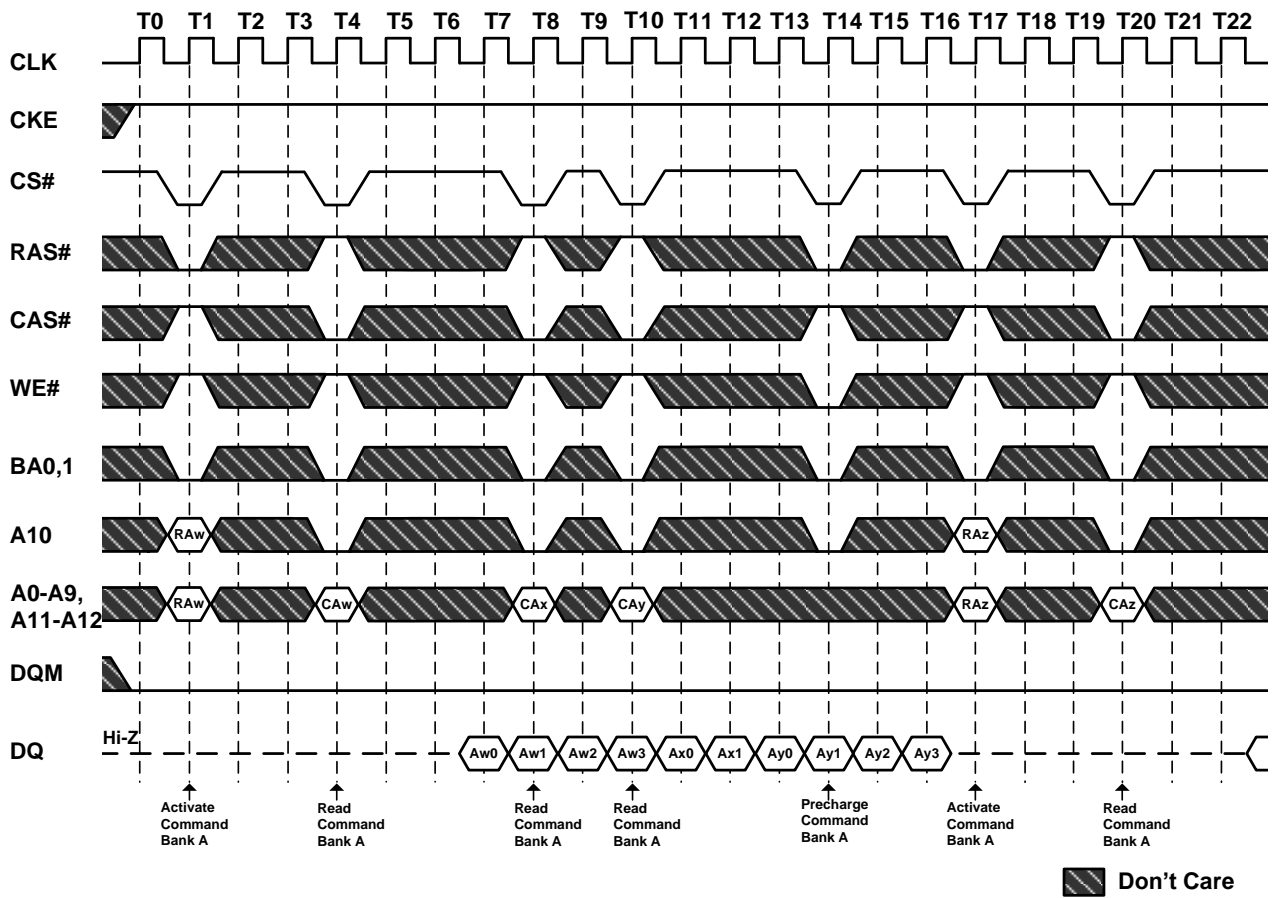 T0 T1 T2 T3 T4 T5 T6 T7 T8 T9 T10 T11 T12 T13 T14 T15 T16 T17 T18 T19 T20 T21 T22
CLK
CKE
CS#
RAS#
CAS#
WE#
BA0,1
A10 RAw RAz
A0-A9,
A11-A12 RAw CAw CAx CAy RAz CAz
DQM
Hi-Z
DQ Aw0 Aw1 Aw2 Aw3 Ax0 Ax1 Ay0 Ay1 Ay2 Ay3
Activate
Command
Bank A
Read
Command
Bank A
Read
Command
Bank A
Read
Command
Bank A
Precharge
Command
Bank A
Activate
Command
Bank A
Read
Command
Bank A
Don't Care